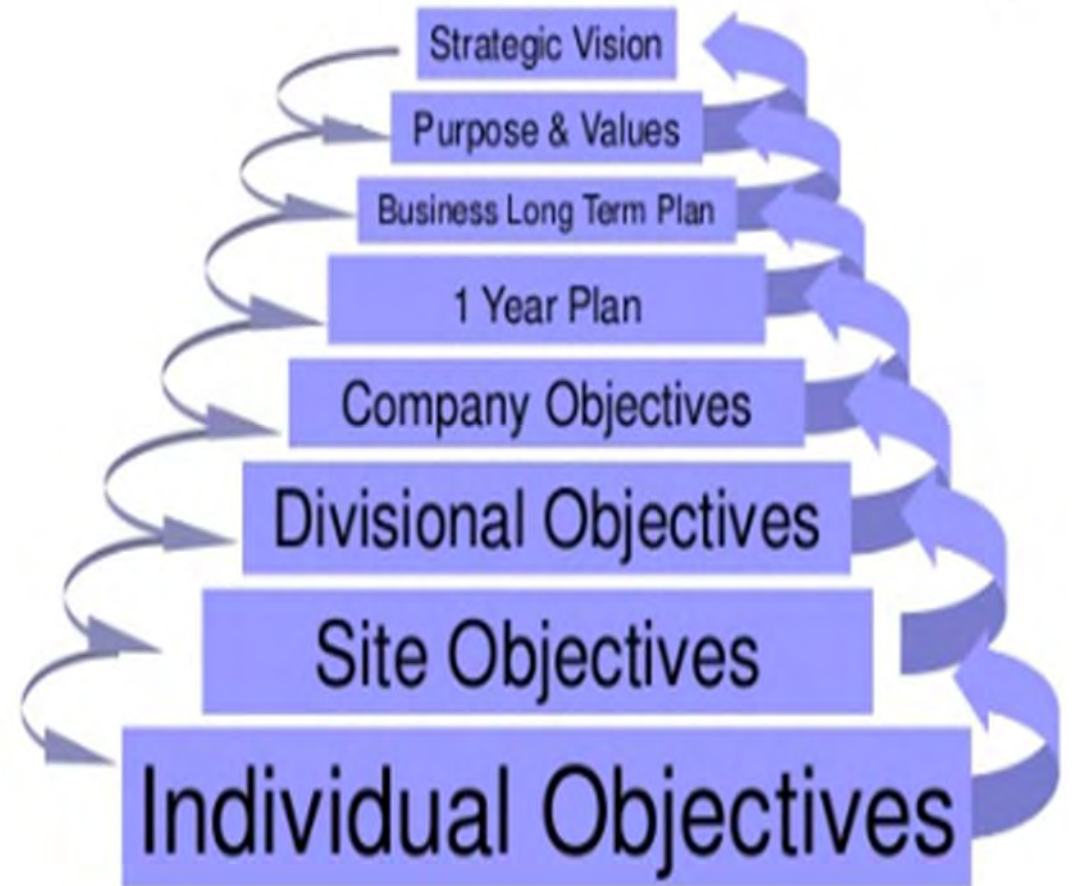 Strategic Vision
Purpose & Values
Business Long Term Plan
1 Year Plan
Company Objectives
Divisional Objectives
Site Objectives
Individual Objectives